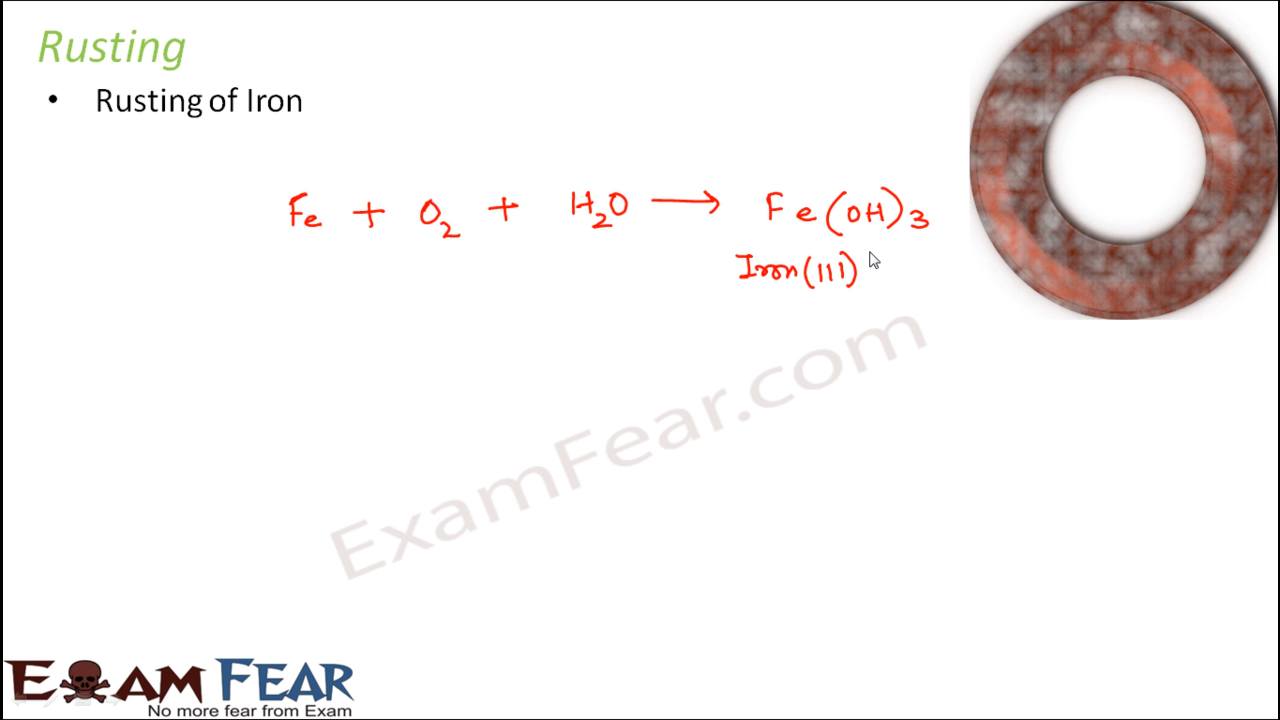 Rusting
• Rusting of Iron
Fe + O₂ + H₂O ⟶ Fe(OH)₃
Iron(III)
ExamFear.com
EXAM FEAR
No more fear from Exam